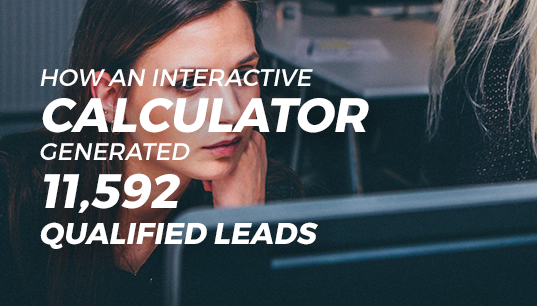 HOW AN INTERACTIVE
CALCULATOR
GENERATED
11,592
QUALIFIED LEADS